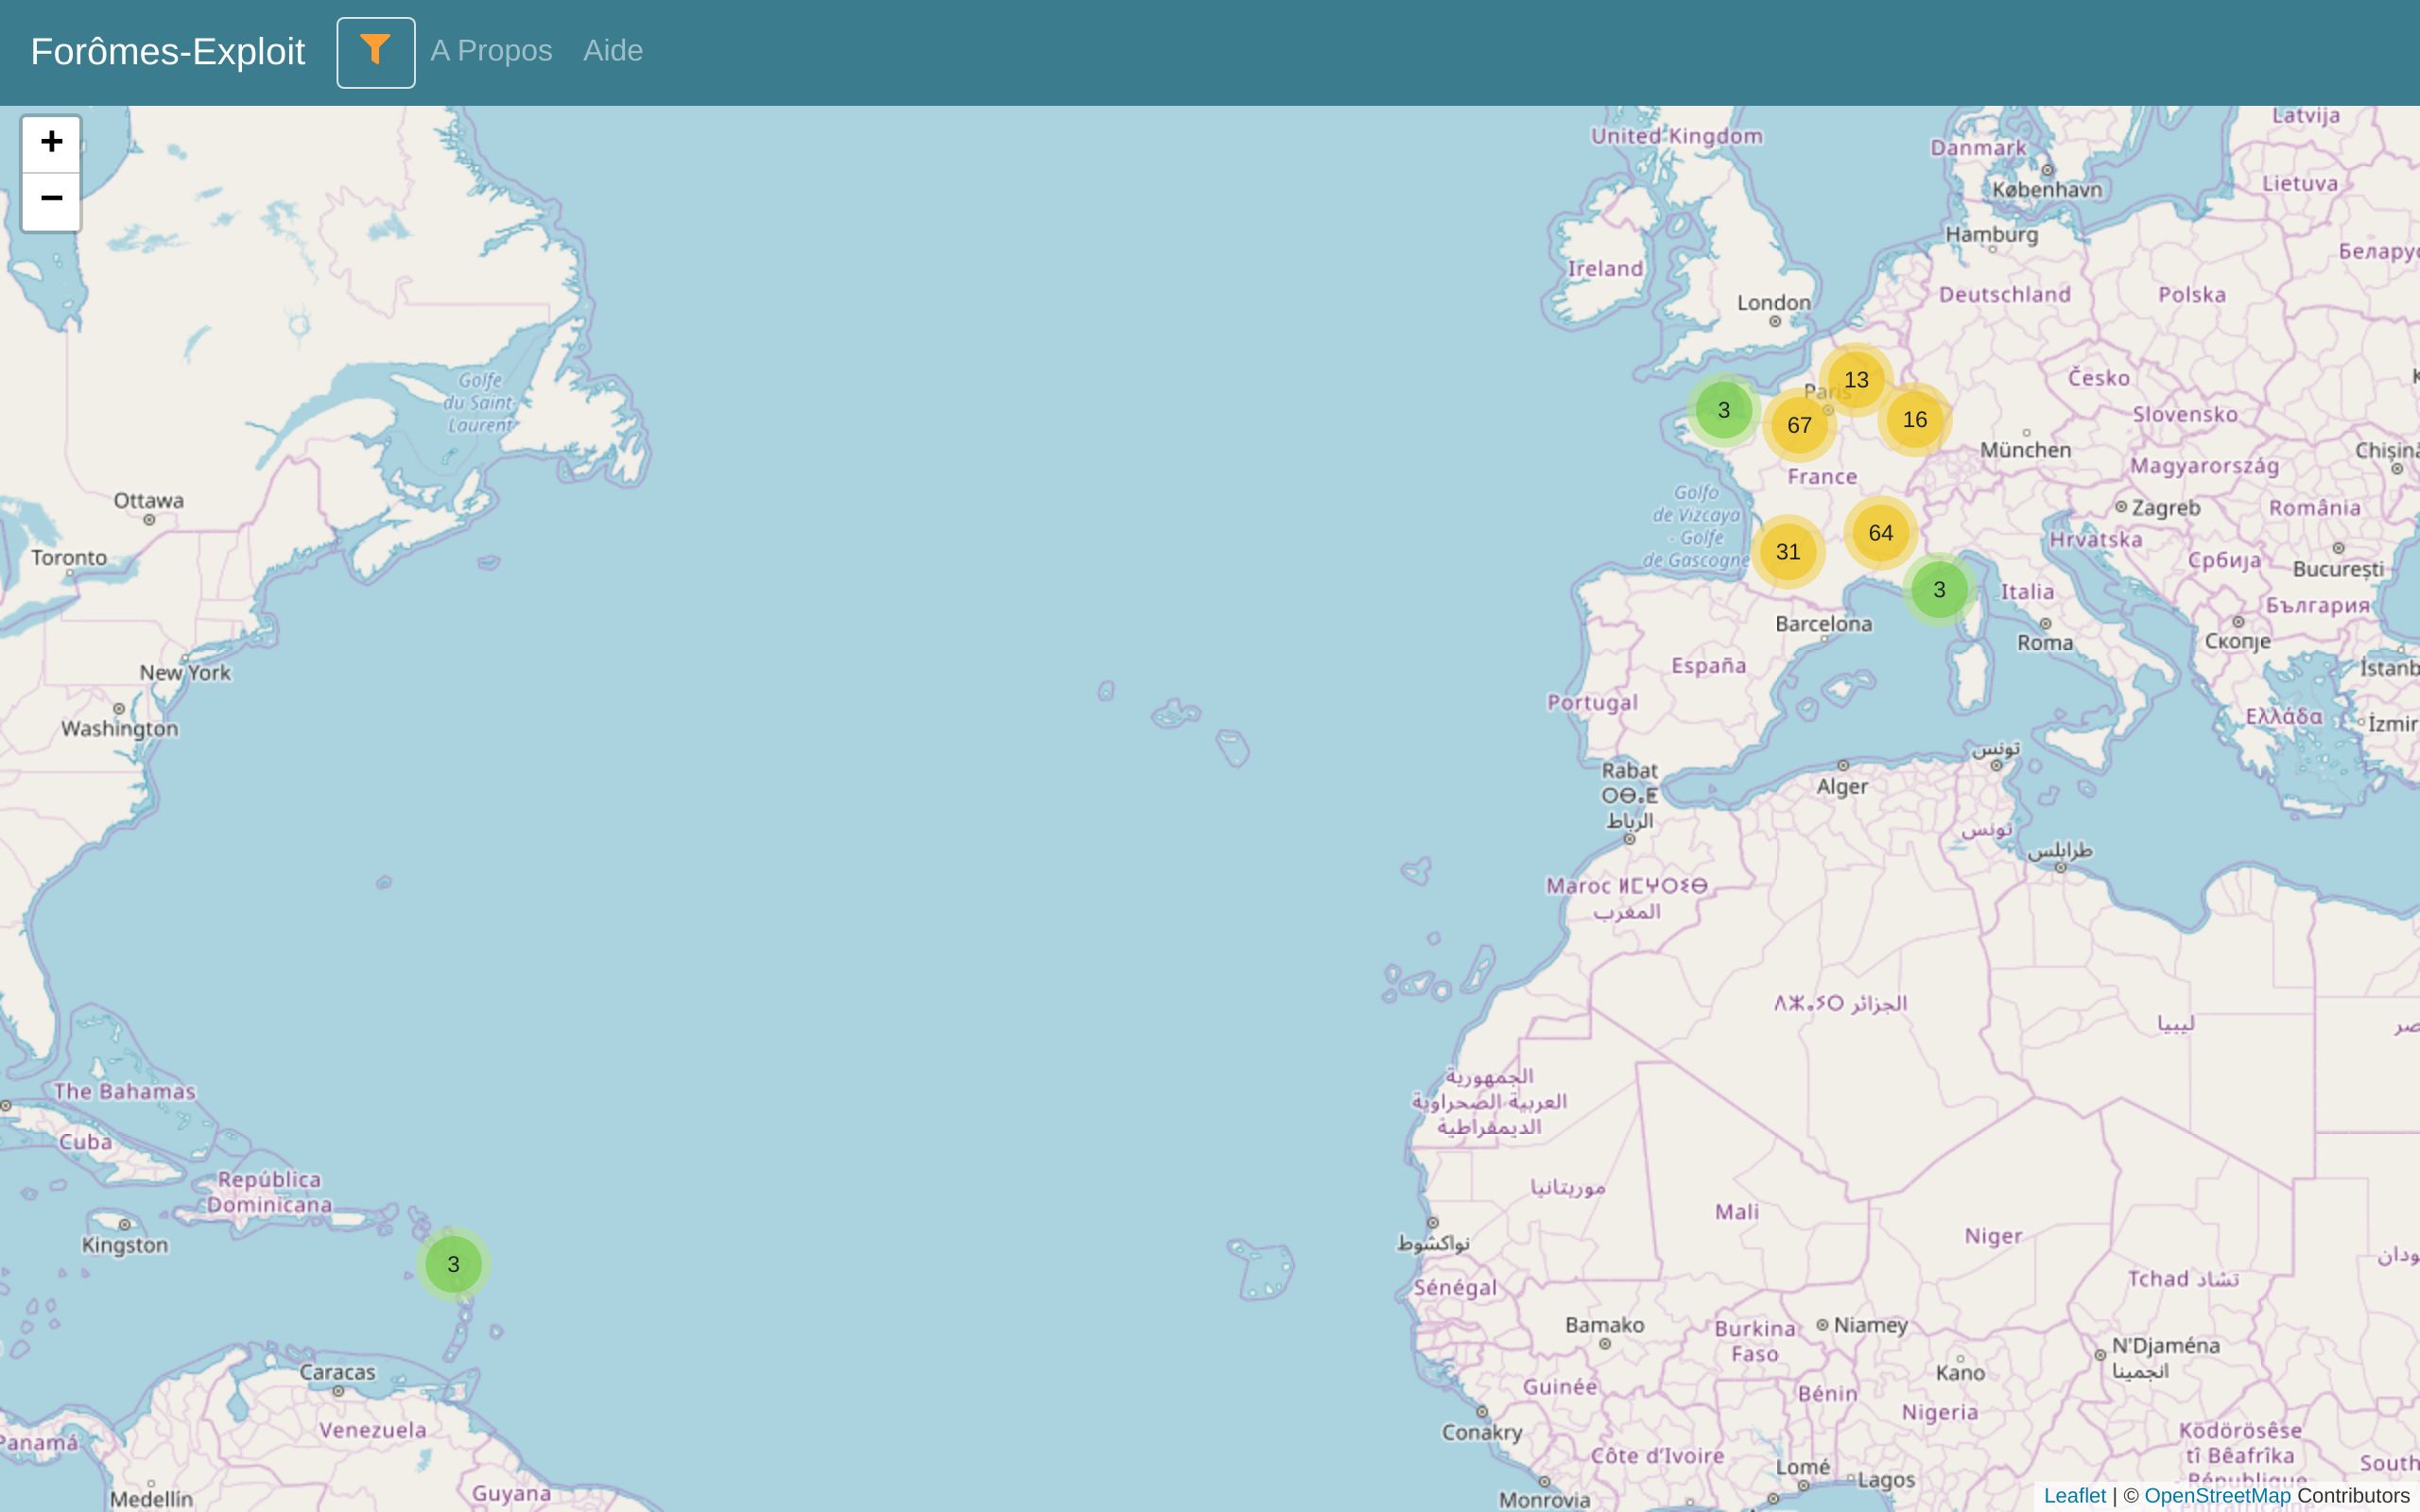 Forômes-Exploit
A Propos
Aide
+
−
United Kingdom
Danmark
Latvija
København
Lietuva
Hamburg
Ireland
Deutschland
Polska
London
13
Paris
3
67
16
Česko
Slovensko
München
Magyarország
France
Golfe
du Saint-
Laurent
Golfo
de Vizcaya
- Golfe
de Gascogne
Ottawa
Toronto
Zagreb
România
31
64
Hrvatska
Србија
București
3
Italia
България
Barcelona
Roma
Скопје
New York
España
Washington
Portugal
Ελλάδα
İzmir
تونس
Rabat
ⵔⴱⴰⵟ
الرباط
Alger
تونس
طرابلس
Maroc ⵍⵎⵖⵔⵉⴱ
المغرب
الجزائر
ليبيا
The Bahamas
الجمهورية
العربية الصحراوية
الديمقراطية
Cuba
República
Dominicana
Kingston
3
موريتانيا
Mali
Niger
نواكشوط
Sénégal
Tchad تشاد
Bamako
Burkina
Faso
Niamey
N'Djaména
انجمينا
Kano
Caracas
Guinée
Bénin
Nigeria
Venezuela
Panamá
Conakry
Côte d'Ivoire
Ködörösêse
tî Bêafrîka
République
South
Lomé
Lagos
Medellín
Guyana
Monrovia
Leaflet | © OpenStreetMap Contributors